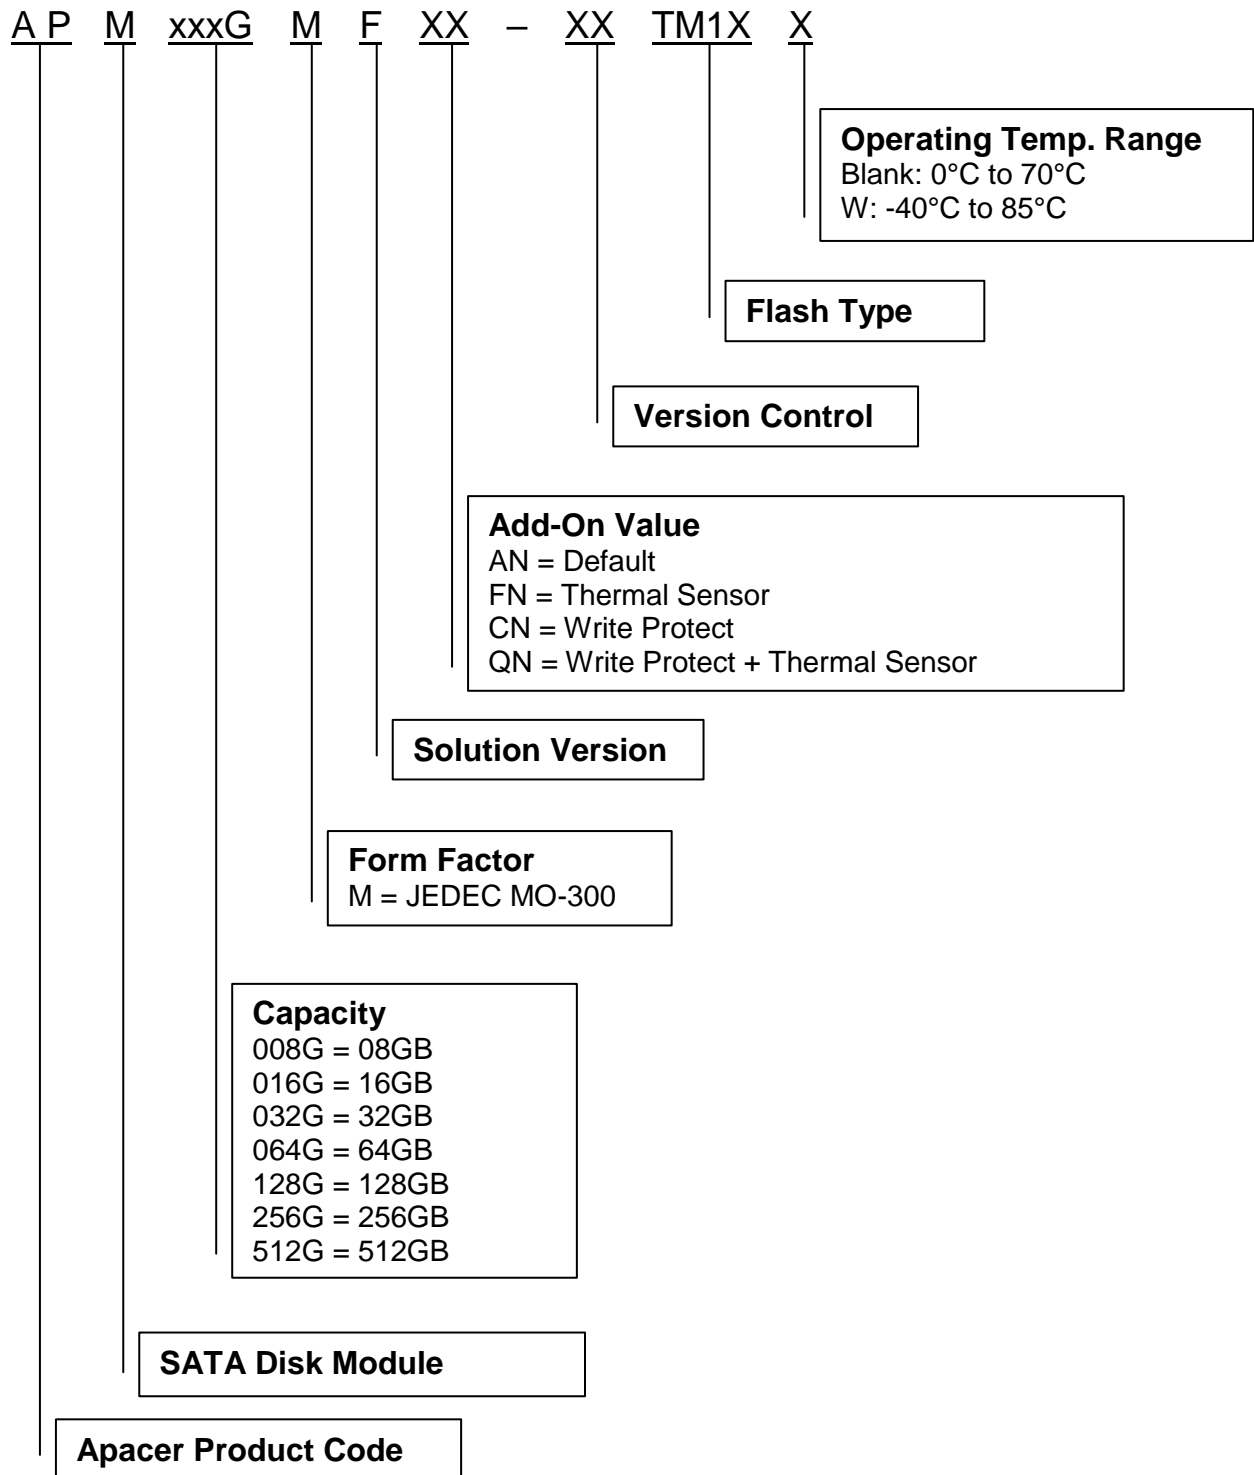 A P M xxxG M F XX – XX TM1X X
Operating Temp. Range
Blank: 0°C to 70°C
W: -40°C to 85°C
Flash Type
Version Control
Add-On Value
AN = Default
FN = Thermal Sensor
CN = Write Protect
QN = Write Protect + Thermal Sensor
Solution Version
Form Factor
M = JEDEC MO-300
Capacity
008G = 08GB
016G = 16GB
032G = 32GB
064G = 64GB
128G = 128GB
256G = 256GB
512G = 512GB
SATA Disk Module
Apacer Product Code